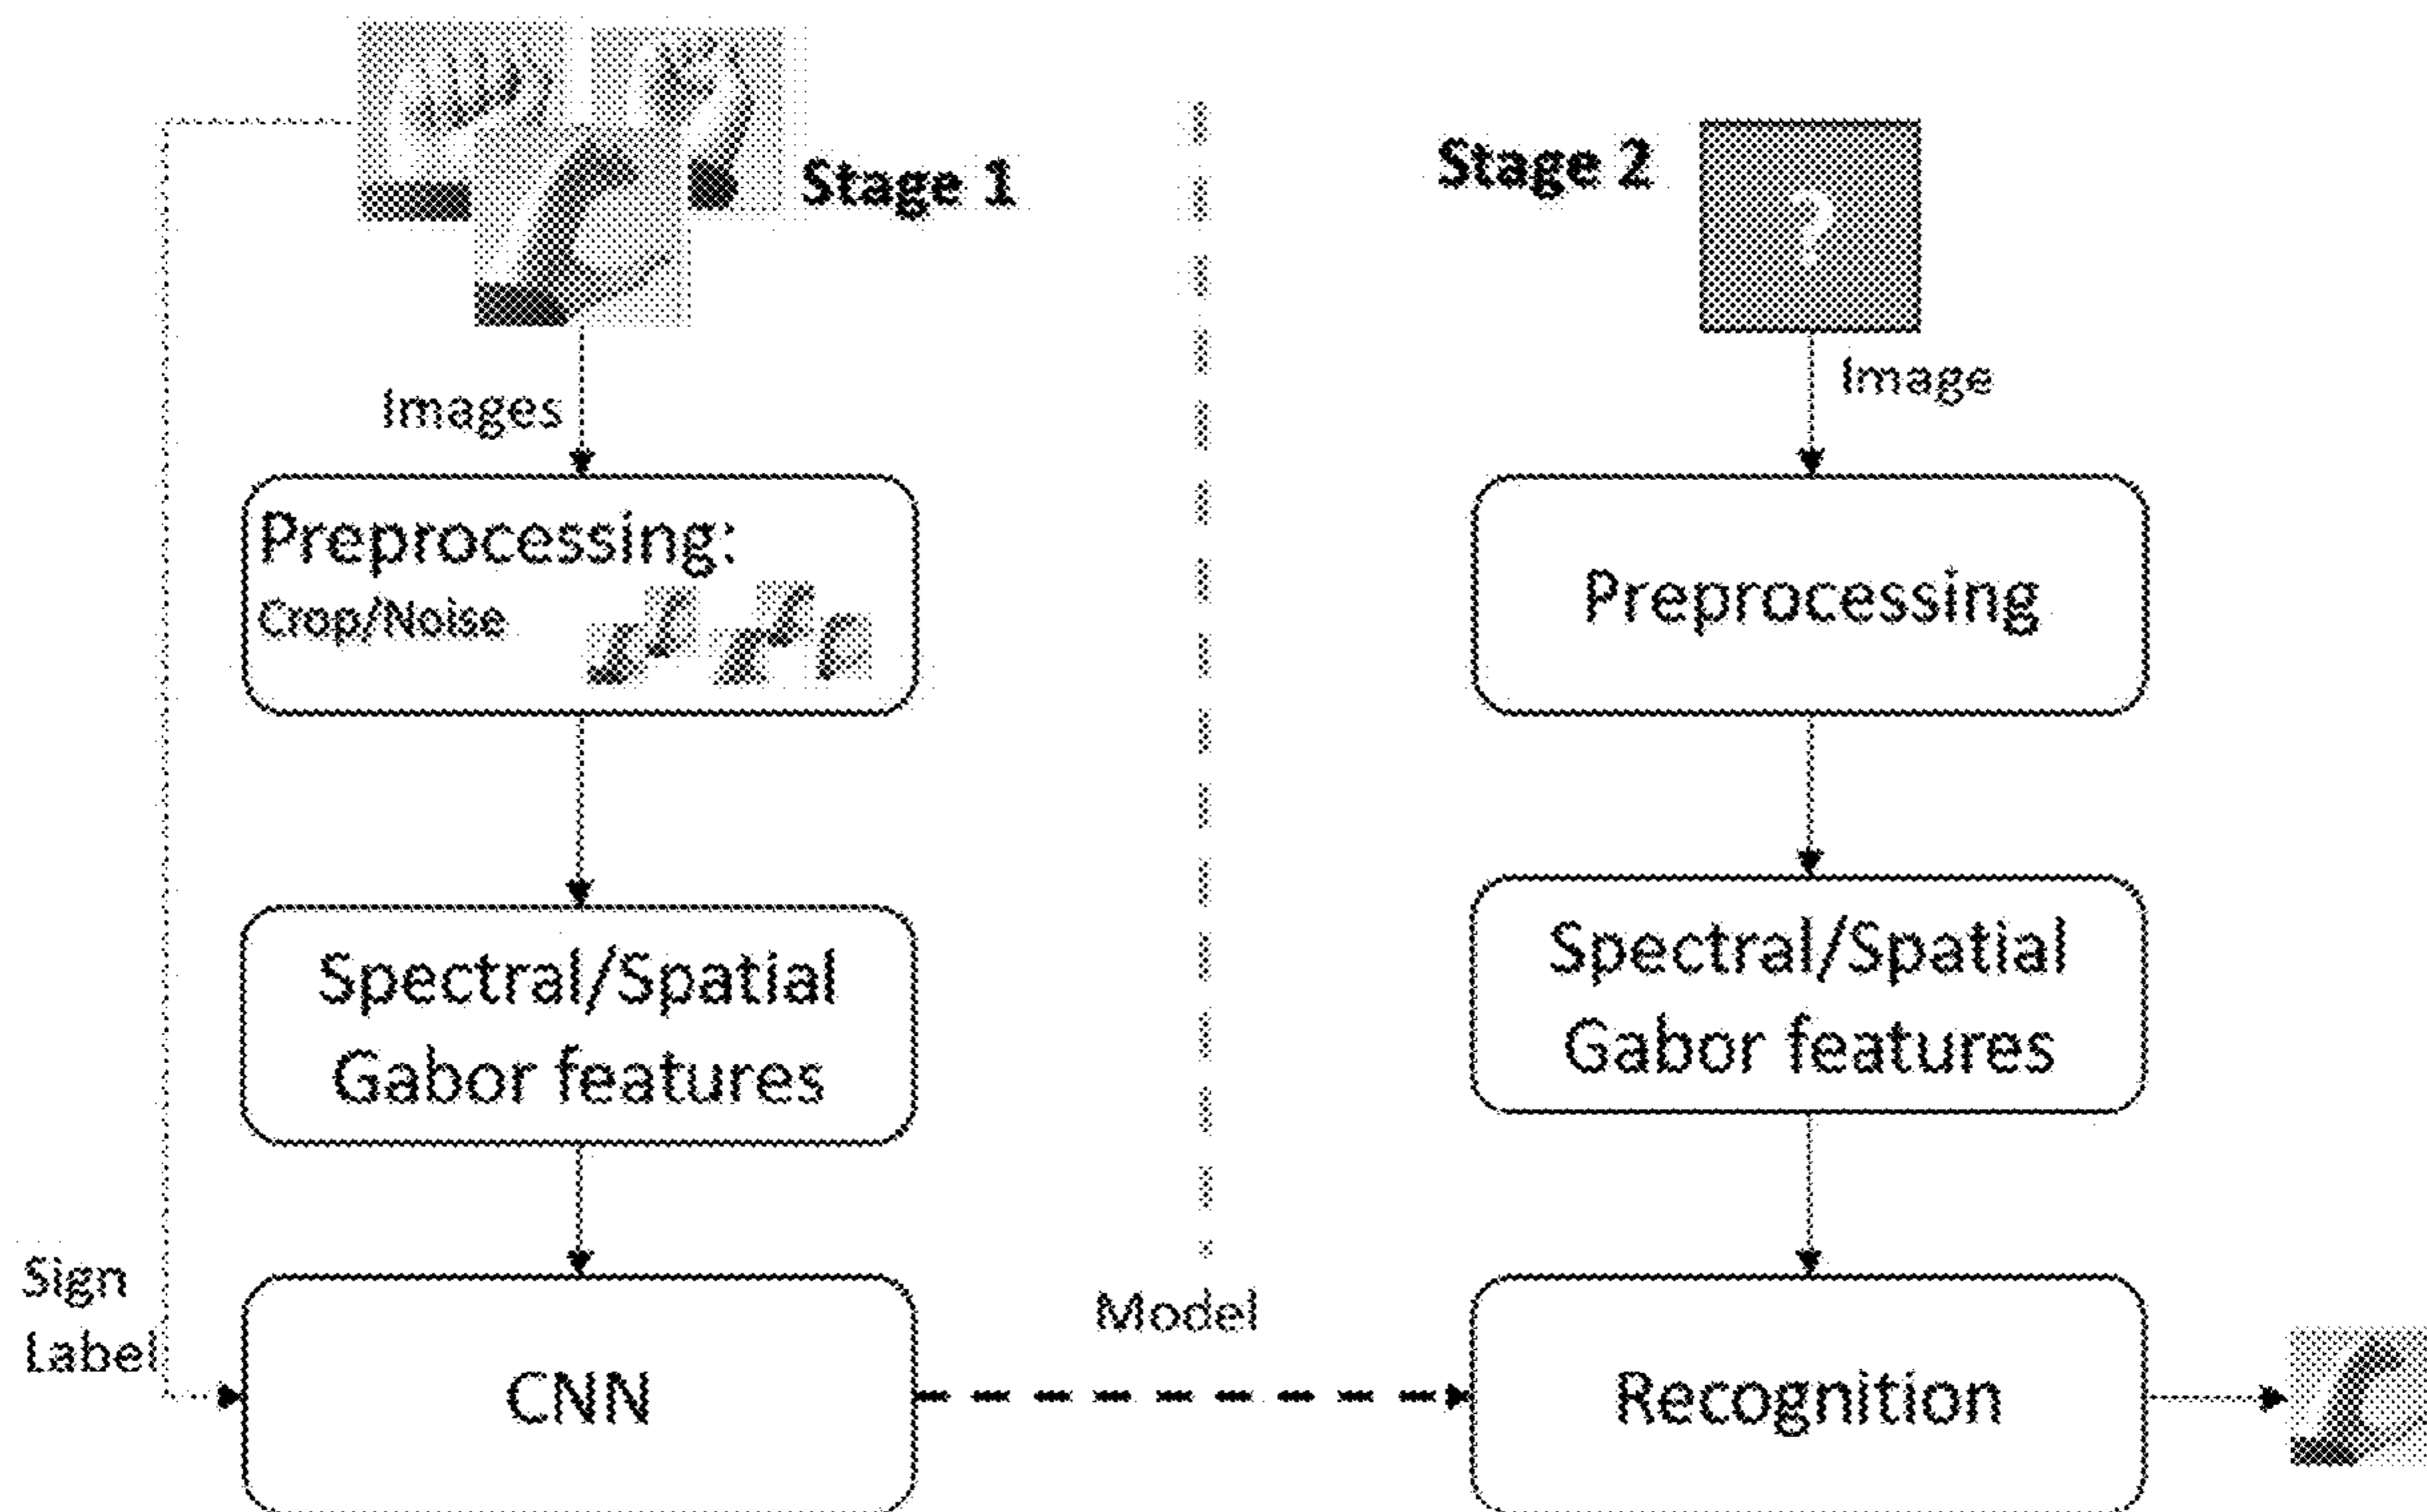 Stage 1
Images
Preprocessing:
Crop/Noise
Spectral/Spatial
Gabor features
Sign
Label
CNN
Model
Stage 2
?
Image
Preprocessing
Spectral/Spatial
Gabor features
Recognition